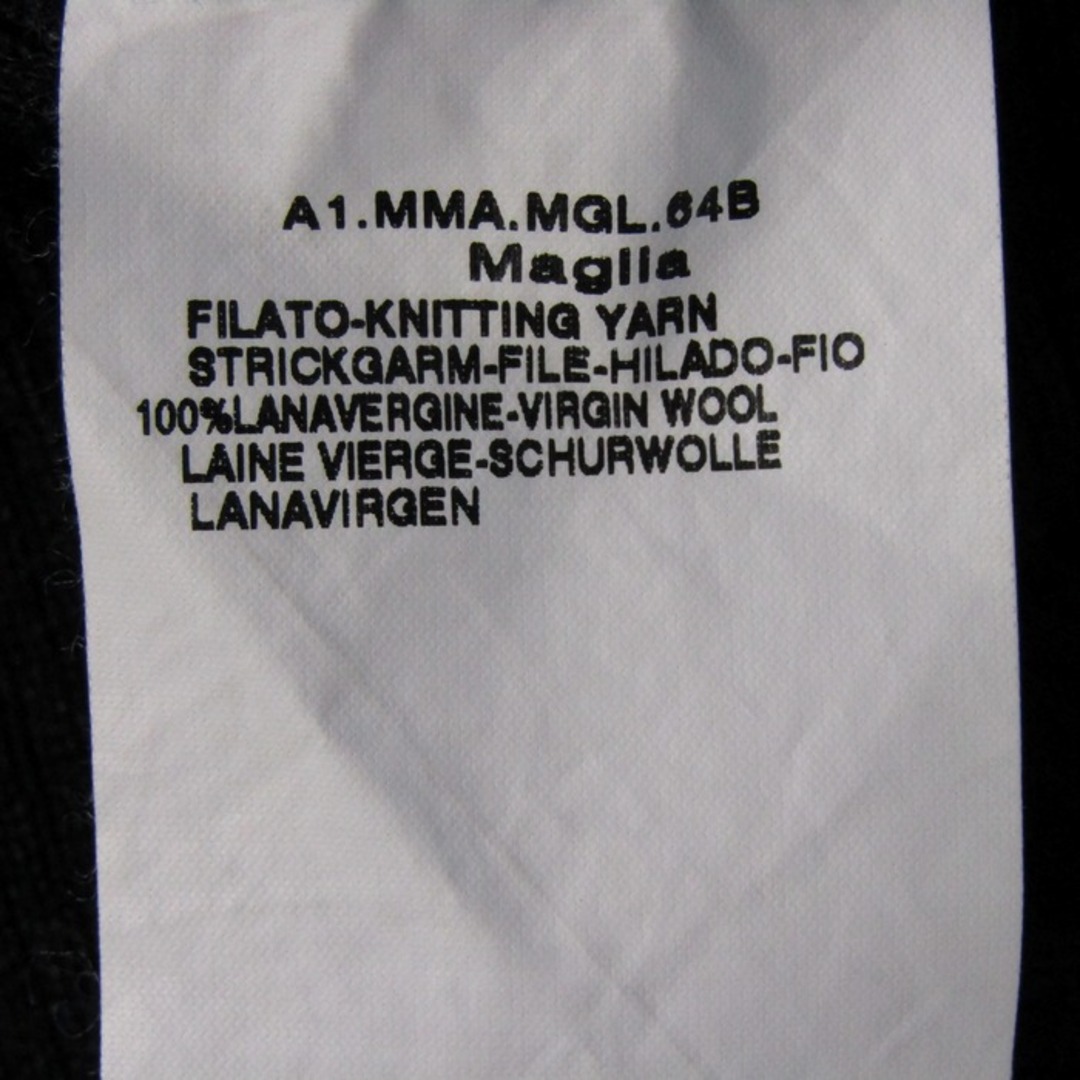 A1.MMA.MGL.64B
Maglia
FILATO-KNITTING YARN
STRICKGARM-FILE-HILADO-FIO
100%LANAVERGINE-VIRGIN WOOL
LAINE VIERGE-SCHURWOLLE
LANAVIRGEN